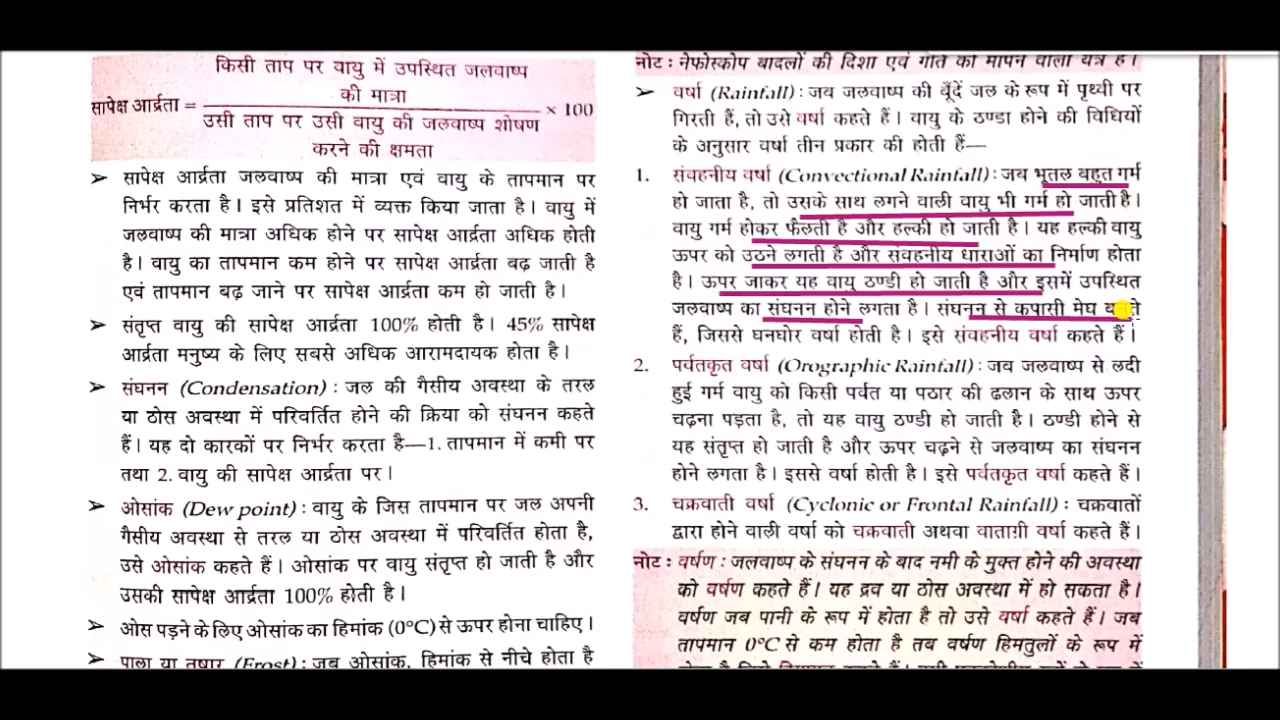 किसी ताप पर वायु में उपस्थित जलवाष्प
की मात्रा
सापेक्ष आर्द्रता = × 100
उसी ताप पर उसी वायु की जलवाष्प शोषण
करने की क्षमता
➤ सापेक्ष आर्द्रता जलवाष्प की मात्रा एवं वायु के तापमान पर
निर्भर करता है। इसे प्रतिशत में व्यक्त किया जाता है। वायु में
जलवाष्प की मात्रा अधिक होने पर सापेक्ष आर्द्रता अधिक होती
है। वायु का तापमान कम होने पर सापेक्ष आर्द्रता बढ़ जाती है
एवं तापमान बढ़ जाने पर सापेक्ष आर्द्रता कम हो जाती है।
➤ संतृप्त वायु की सापेक्ष आर्द्रता 100% होती है। 45% सापेक्ष
आर्द्रता मनुष्य के लिए सबसे अधिक आरामदायक होता है।
➤ संघनन (Condensation) : जल की गैसीय अवस्था के तरल
या ठोस अवस्था में परिवर्तित होने की क्रिया को संघनन कहते
हैं। यह दो कारकों पर निर्भर करता है—1. तापमान में कमी पर
तथा 2. वायु की सापेक्ष आर्द्रता पर।
➤ ओसांक (Dew point) : वायु के जिस तापमान पर जल अपनी
गैसीय अवस्था से तरल या ठोस अवस्था में परिवर्तित होता है,
उसे ओसांक कहते हैं। ओसांक पर वायु संतृप्त हो जाती है और
उसकी सापेक्ष आर्द्रता 100% होती है।
➤ ओस पड़ने के लिए ओसांक का हिमांक (0°C) से ऊपर होना चाहिए।
➤ पाला या तुषार (Frost) : जब ओसांक, हिमांक से नीचे होता है
नोट : नेफोस्कोप बादलों की दिशा एवं गति को मापने वाला यंत्र है।
➤ वर्षा (Rainfall) : जब जलवाष्प की बूँदें जल के रूप में पृथ्वी पर
गिरती हैं, तो उसे वर्षा कहते हैं। वायु के ठण्डा होने की विधियों
के अनुसार वर्षा तीन प्रकार की होती हैं—
1. संवहनीय वर्षा (Convectional Rainfall) : जब भूतल बहुत गर्म
हो जाता है, तो उसके साथ लगने वाली वायु भी गर्म हो जाती है।
वायु गर्म होकर फैलती है और हल्की हो जाती है। यह हल्की वायु
ऊपर को उठने लगती है और संवहनीय धाराओं का निर्माण होता
है। ऊपर जाकर यह वायु ठण्डी हो जाती है और इसमें उपस्थित
जलवाष्प का संघनन होने लगता है। संघनन से कपासी मेघ
हैं, जिससे घनघोर वर्षा होती है। इसे संवहनीय वर्षा कहते हैं।
2. पर्वतकृत वर्षा (Orographic Rainfall) : जब जलवाष्प से लदी
हुई गर्म वायु को किसी पर्वत या पठार की ढलान के साथ ऊपर
चढ़ना पड़ता है, तो यह वायु ठण्डी हो जाती है। ठण्डी होने से
यह संतृप्त हो जाती है और ऊपर चढ़ने से जलवाष्प का संघनन
होने लगता है। इससे वर्षा होती है। इसे पर्वतकृत वर्षा कहते हैं।
3. चक्रवाती वर्षा (Cyclonic or Frontal Rainfall) : चक्रवातों
द्वारा होने वाली वर्षा को चक्रवाती अथवा वाताग्री वर्षा कहते हैं।
नोट : वर्षण : जलवाष्प के संघनन के बाद नमी के मुक्त होने की अवस्था
को वर्षण कहते हैं। यह द्रव या ठोस अवस्था में हो सकता है।
वर्षण जब पानी के रूप में होता है तो उसे वर्षा कहते हैं। जब
तापमान 0°C से कम होता है तब वर्षण हिमतुलों के रूप में